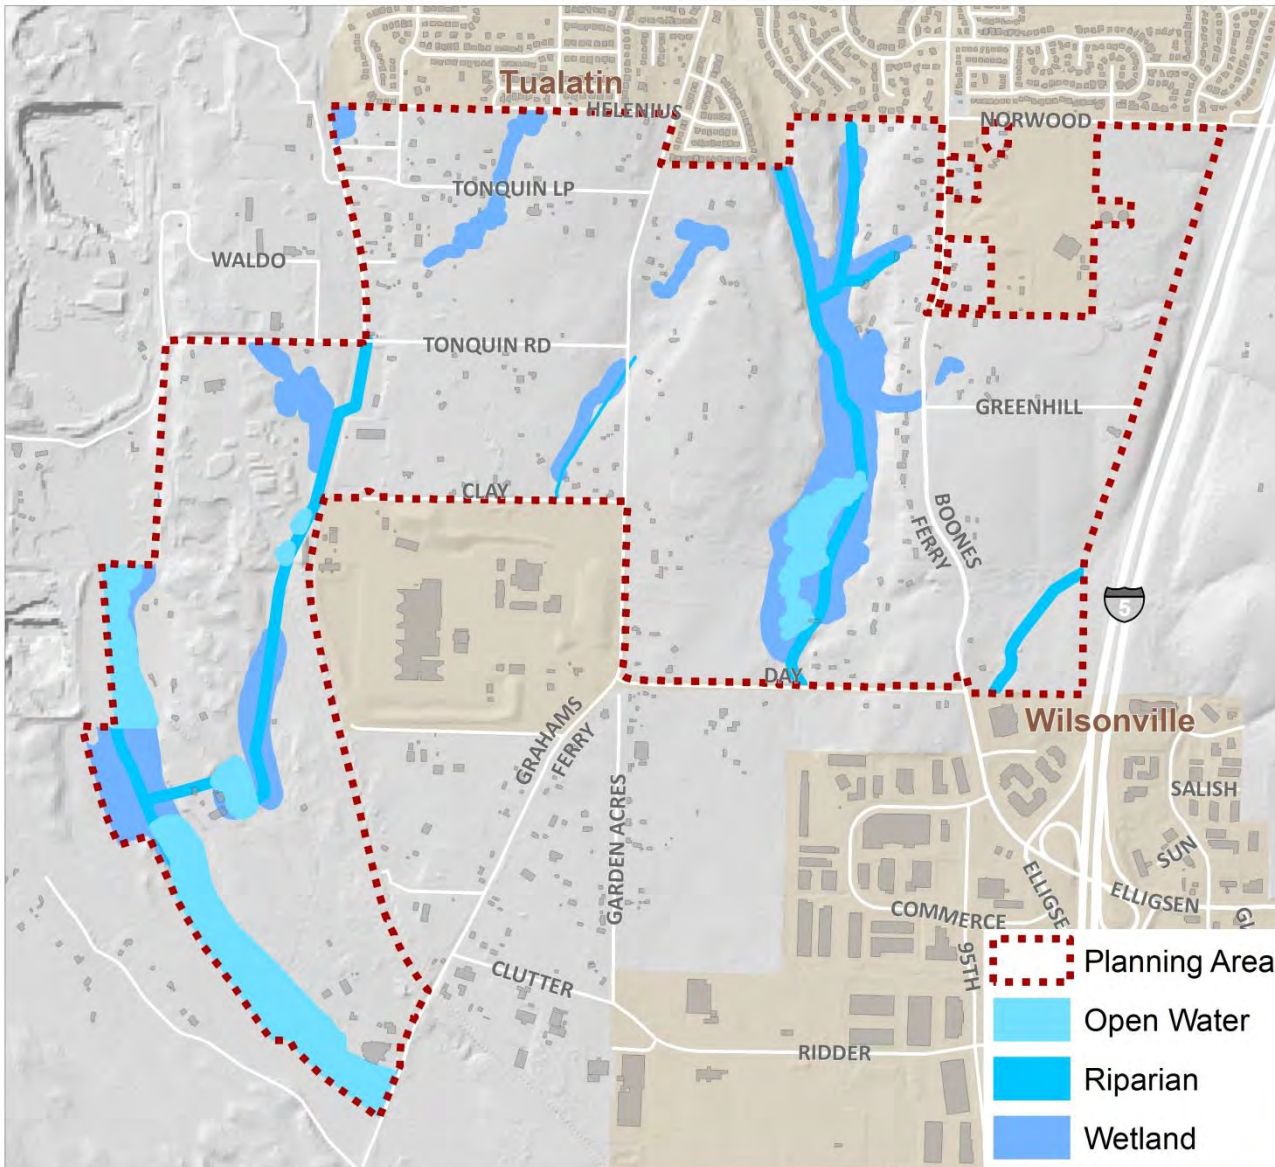 Tualatin
HELENIUS
NORWOOD
TONQUIN LP
WALDO
TONQUIN RD
GREENHILL
CLAY
BOONES
FERRY
5
DAY
Wilsonville
GRAHAMS
FERRY
GARDEN ACRES
SALISH
SUN
ELLIGSEN
ELLIGSE
COMMERCE
95TH
CLUTTER
RIDDER
Planning Area
Open Water
Riparian
Wetland